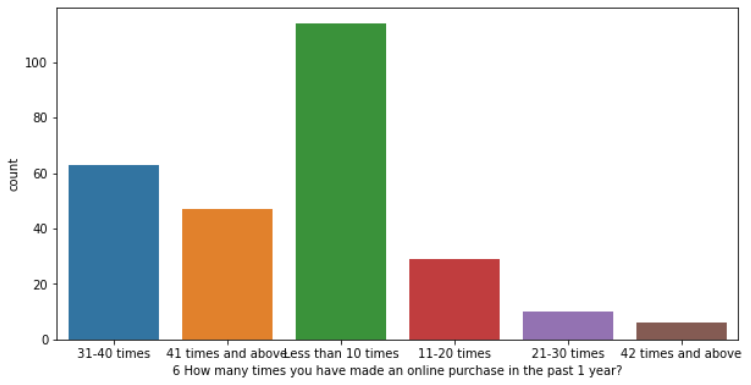 100
80
60
40
20
0
count
31-40 times 41 times and above Less than 10 times 11-20 times 21-30 times 42 times and above
6 How many times you have made an online purchase in the past 1 year?